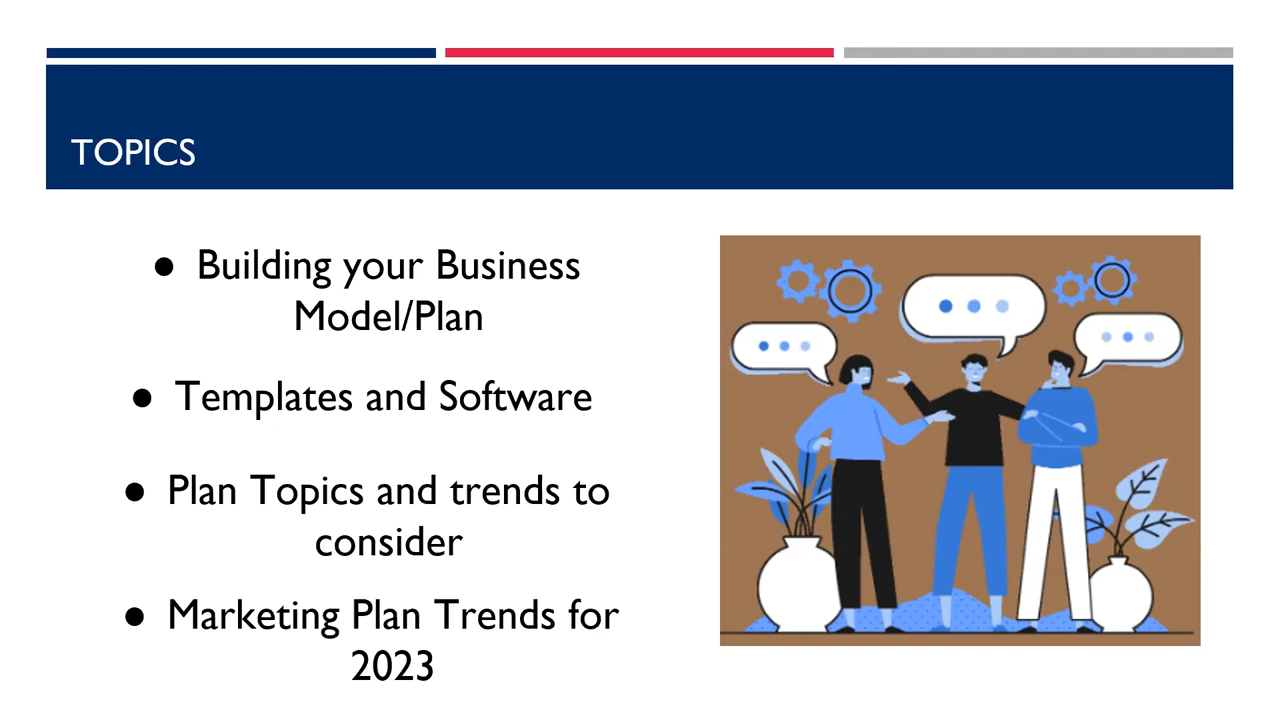 TOPICS
● Building your Business
Model/Plan
● Templates and Software
● Plan Topics and trends to
consider
● Marketing Plan Trends for
2023